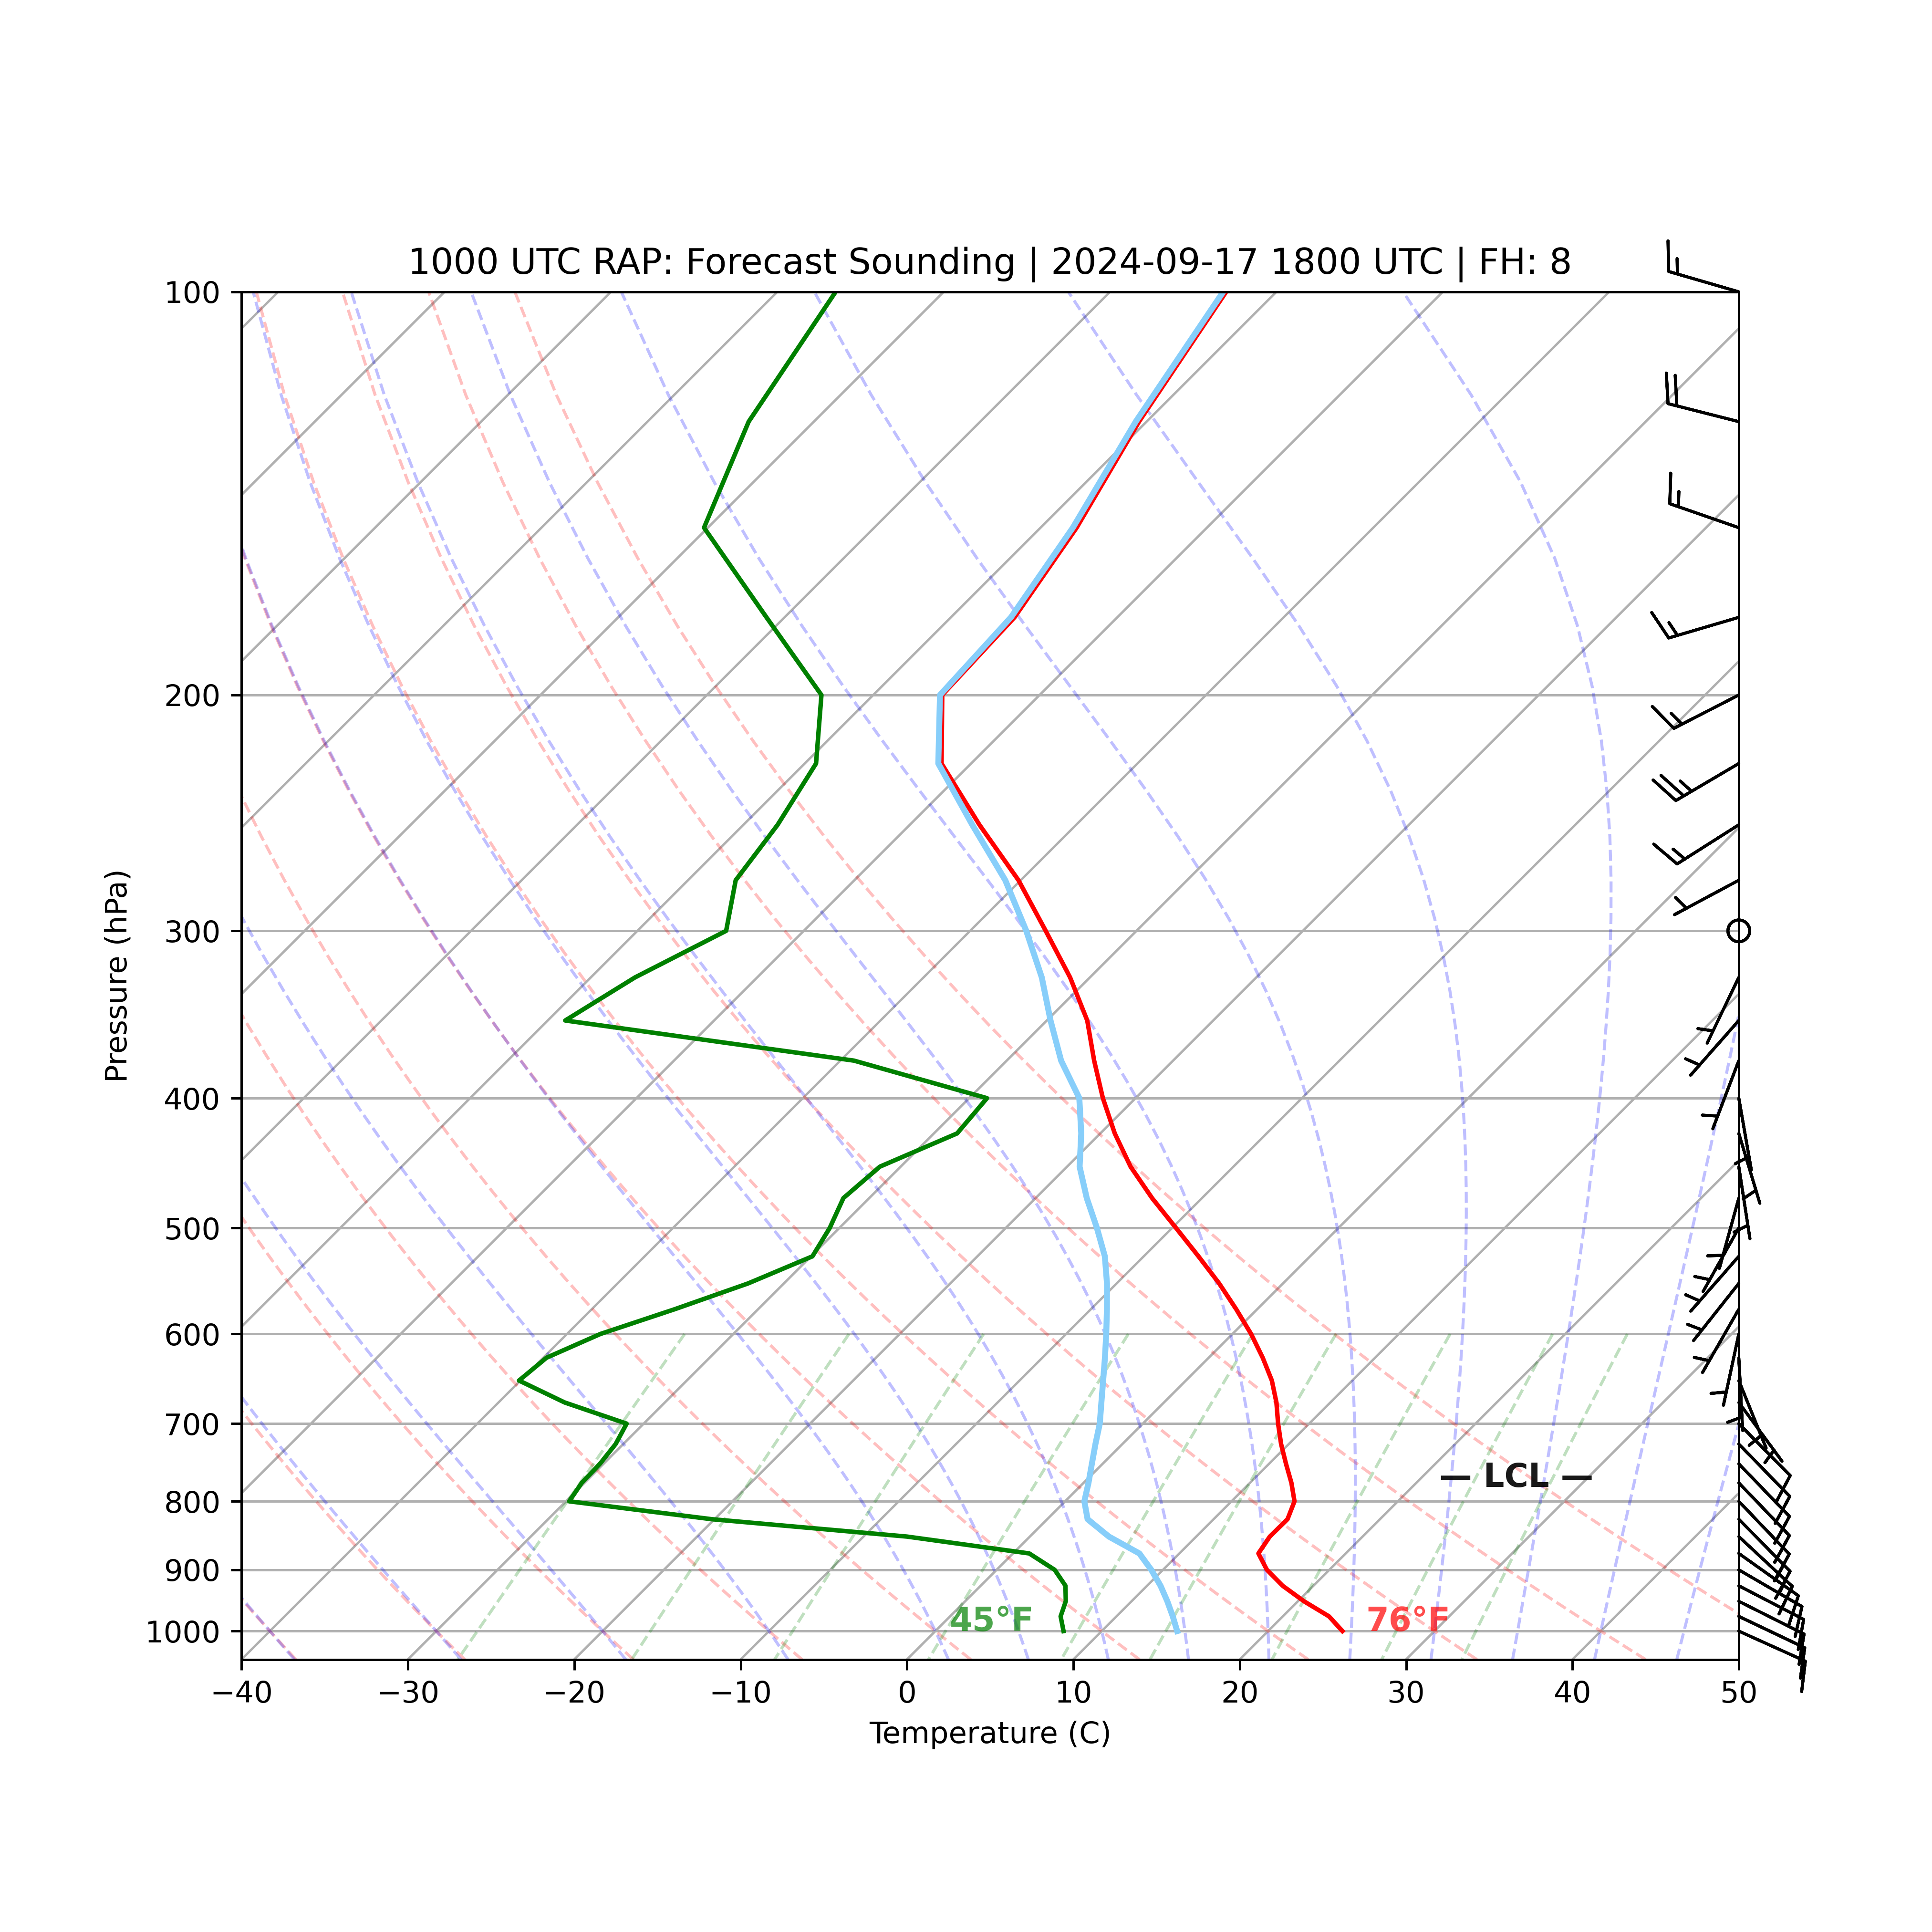 1000 UTC RAP: Forecast Sounding | 2024-09-17 1800 UTC | FH: 8
100
200
300
400
500
600
700
800
900
1000
Pressure (hPa)
— LCL —
45°F
76°F
−40 −30 −20 −10 0 10 20 30 40 50
Temperature (C)